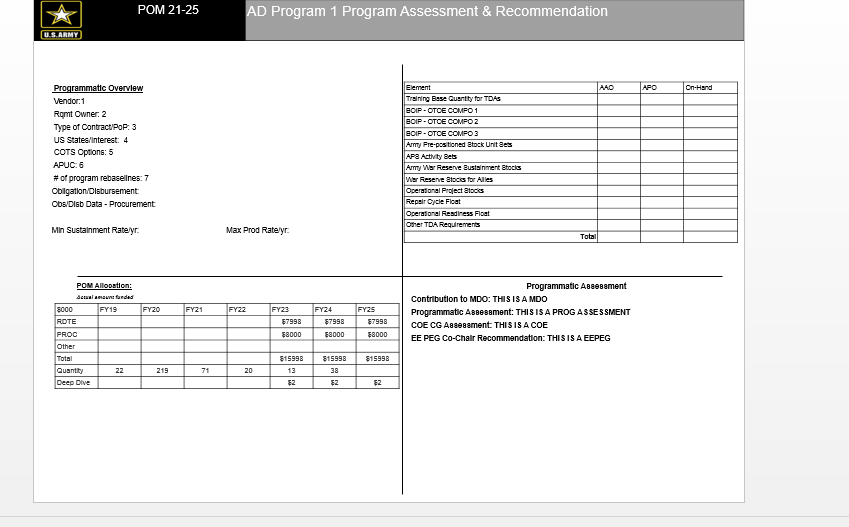 POM 21-25
AD Program 1 Program Assessment & Recommendation
U.S.ARMY
Programmatic Overview
Vendor:1
Rqmt Owner: 2
Type of Contract/PoP: 3
US States/Interest: 4
COTS Options: 5
APUC: 6
# of program rebaselines: 7
Obligation/Disbursement:
Obs/Disb Data - Procurement:
Min Sustainment Rate/yr: Max Prod Rate/yr:
Element AAO APO On-Hand
Training Base Quantity for TDAs
BOIP - OTOE COMPO 1
BOIP - OTOE COMPO 2
BOIP - OTOE COMPO 3
Army Pre-positioned Stock Unit Sets
APS Activity Sets
Army War Reserve Sustainment Stocks
War Reserve Stocks for Allies
Operational Project Stocks
Repair Cycle Float
Operational Readiness Float
Other TDA Requirements
Total
POM Allocation:
Actual amount funded
$000 FY19 FY20 FY21 FY22 FY23 FY24 FY25
RDTE $7998 $7998 $7998
PROC $8000 $8000 $8000
Other
Total $15998 $15998 $15998
Quantity 22 219 71 20 13 38
Deep Dive $2 $2 $2
Programmatic Assessment
Contribution to MDO: THIS IS A MDO
Programmatic Assessment: THIS IS A PROG ASSESSMENT
COE CG Assessment: THIS IS A COE
EE PEG Co-Chair Recommendation: THIS IS A EEPEG